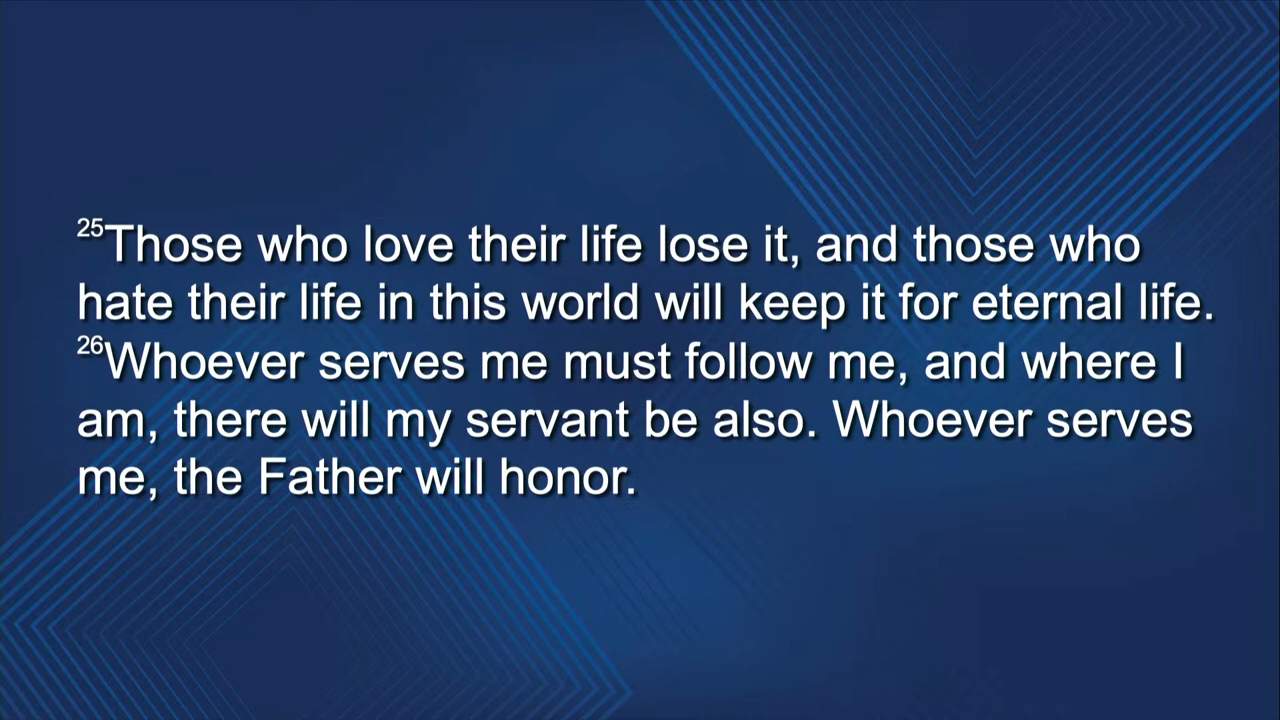 25Those who love their life lose it, and those who
hate their life in this world will keep it for eternal life.
26Whoever serves me must follow me, and where I
am, there will my servant be also. Whoever serves
me, the Father will honor.